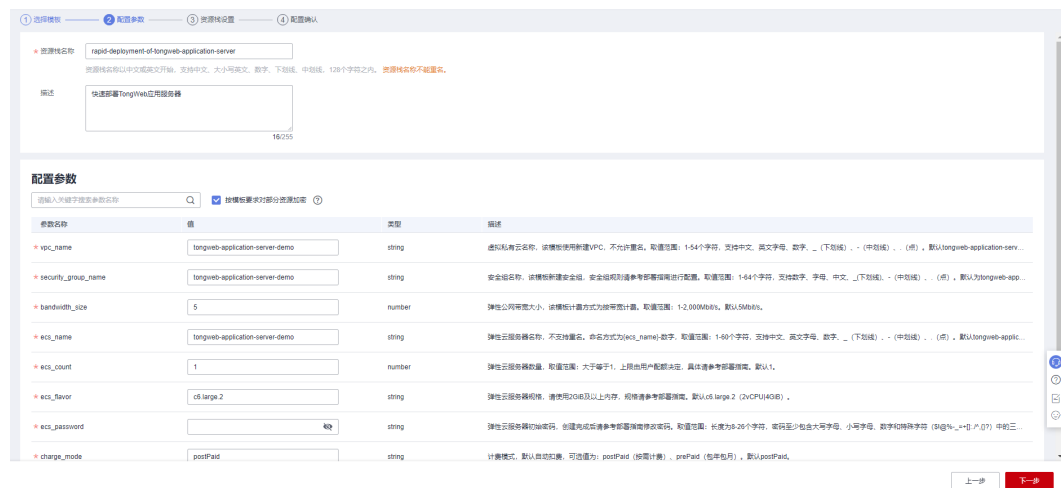 1 选择模板 2 配置参数 3 资源栈设置 4 配置确认
* 资源栈名称 rapid-deployment-of-tongweb-application-server
资源栈名称以中文或英文开始，支持中文、大小写英文、数字、下划线、中划线，128个字符之内。 资源栈名称不能重名。
描述 快速部署TongWeb应用服务器
16/255
配置参数
请输入关键字搜索参数名称 按模板要求对部分资源加密
参数名称 值 类型 描述
* vpc_name tongweb-application-server-demo string 虚拟私有云名称，该模板使用新建VPC，不允许重名。取值范围：1-54个字符，支持中文、英文字母、数字、_（下划线）、-（中划线）、.（点）。默认tongweb-application-serv...
* security_group_name tongweb-application-server-demo string 安全组名称，该模板新建安全组，安全组规则请参考部署指南进行配置。取值范围：1-64个字符，支持数字、字母、中文、_(下划线)、-（中划线）、.（点）。默认为tongweb-app...
* bandwidth_size 5 number 弹性公网带宽大小，该模板计费方式为按带宽计费。取值范围：1-2,000Mbit/s。默认5Mbit/s。
* ecs_name tongweb-application-server-demo string 弹性云服务器名称，不支持重名。命名方式为{ecs_name}-数字，取值范围：1-60个字符，支持中文、英文字母、数字、_（下划线）、-（中划线）、.（点）。默认tongweb-applic...
* ecs_count 1 number 弹性云服务器数量，取值范围：大于等于1，上限由用户配额决定，具体请参考部署指南。默认1。
* ecs_flavor c6.large.2 string 弹性云服务器规格，请使用2GiB及以上内存，规格请参考部署指南。默认c6.large.2（2vCPU|4GiB）。
* ecs_password string 弹性云服务器初始密码，创建完成后请参考部署指南修改密码。取值范围：长度为8-26个字符，密码至少包含大写字母、小写字母、数字和特殊字符（$!@%-_=+[]:./^,{}?）中的三...
* charge_mode postPaid string 计费模式，默认自动扣费，可选值为：postPaid（按需计费）、prePaid（包年包月）。默认postPaid。
上一步 下一步